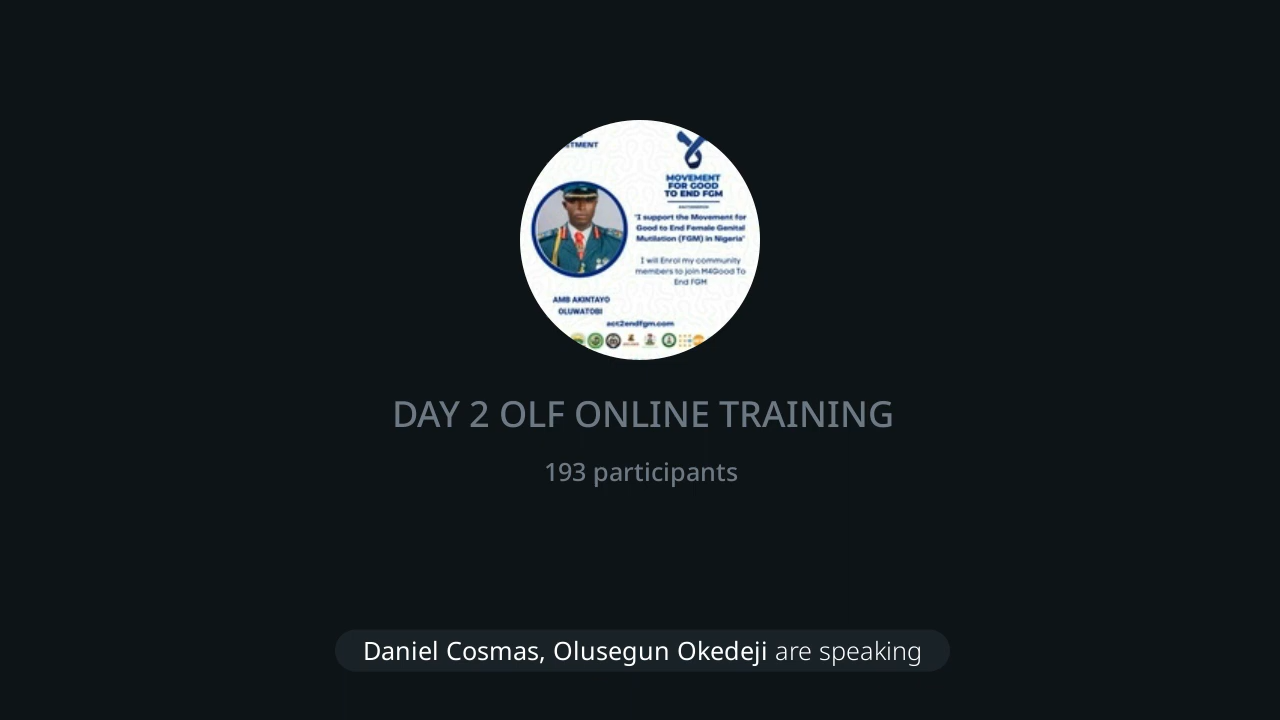 TMENT
MOVEMENT
FOR GOOD
TO END FGM
"I support the Movement for
Good to End Female Genital
Mutilation (FGM) in Nigeria"
I will Enrol my community
members to join M4Good To
End FGM
AMB AKINTAYO
OLUWATOBI
act2endfgm.com
DAY 2 OLF ONLINE TRAINING
193 participants
Daniel Cosmas, Olusegun Okedeji are speaking